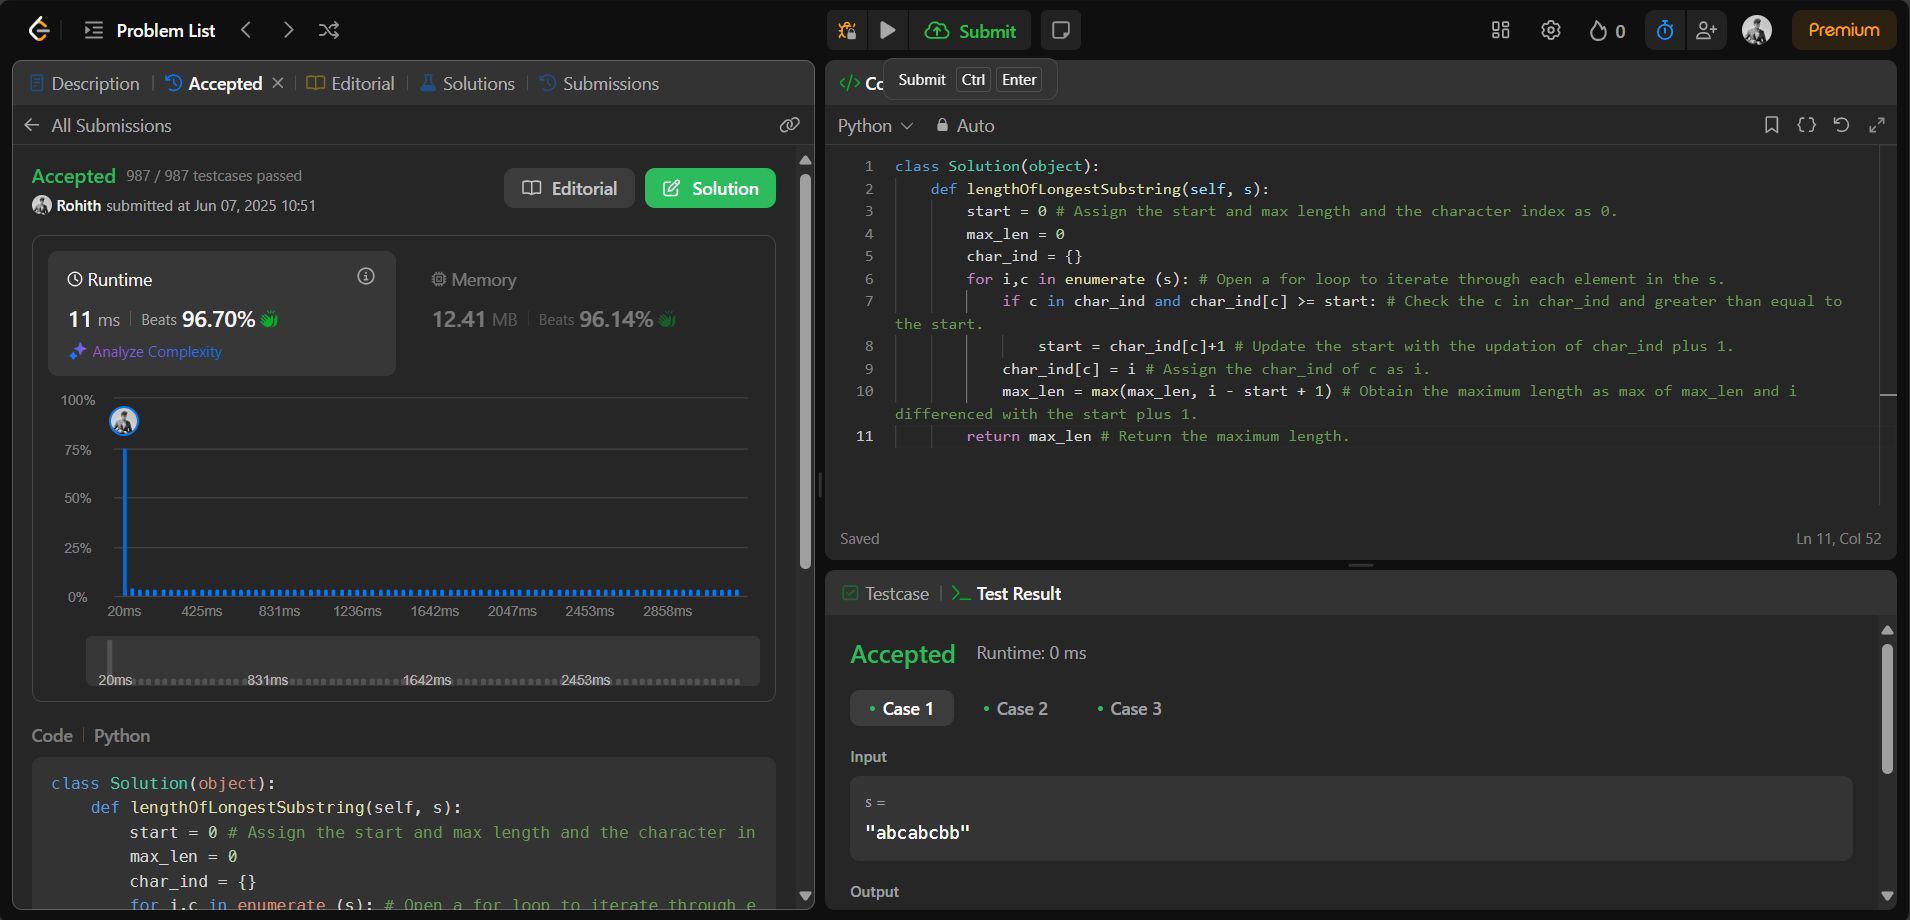 Problem List
Submit
0
Premium
Description
Accepted
Editorial
Solutions
Submissions
All Submissions
Accepted 987 / 987 testcases passed
Rohith submitted at Jun 07, 2025 10:51
Editorial
Solution
Runtime
11 ms Beats 96.70%
Analyze Complexity
Memory
12.41 MB Beats 96.14%
100%
75%
50%
25%
0%
20ms 425ms 831ms 1236ms 1642ms 2047ms 2453ms 2858ms
20ms 831ms 1642ms 2453ms
Code Python
class Solution(object):
def lengthOfLongestSubstring(self, s):
start = 0 # Assign the start and max length and the character in
max_len = 0
char_ind = {}
for i,c in enumerate (s): # Open a for loop to iterate through e
</> Co
Submit Ctrl Enter
Python Auto
1 class Solution(object):
2 def lengthOfLongestSubstring(self, s):
3 start = 0 # Assign the start and max length and the character index as 0.
4 max_len = 0
5 char_ind = {}
6 for i,c in enumerate (s): # Open a for loop to iterate through each element in the s.
7 if c in char_ind and char_ind[c] >= start: # Check the c in char_ind and greater than equal to
the start.
8 start = char_ind[c]+1 # Update the start with the updation of char_ind plus 1.
9 char_ind[c] = i # Assign the char_ind of c as i.
10 max_len = max(max_len, i - start + 1) # Obtain the maximum length as max of max_len and i
differenced with the start plus 1.
11 return max_len # Return the maximum length.
Saved
Ln 11, Col 52
Testcase
Test Result
Accepted Runtime: 0 ms
Case 1
Case 2
Case 3
Input
s =
"abcabcbb"
Output